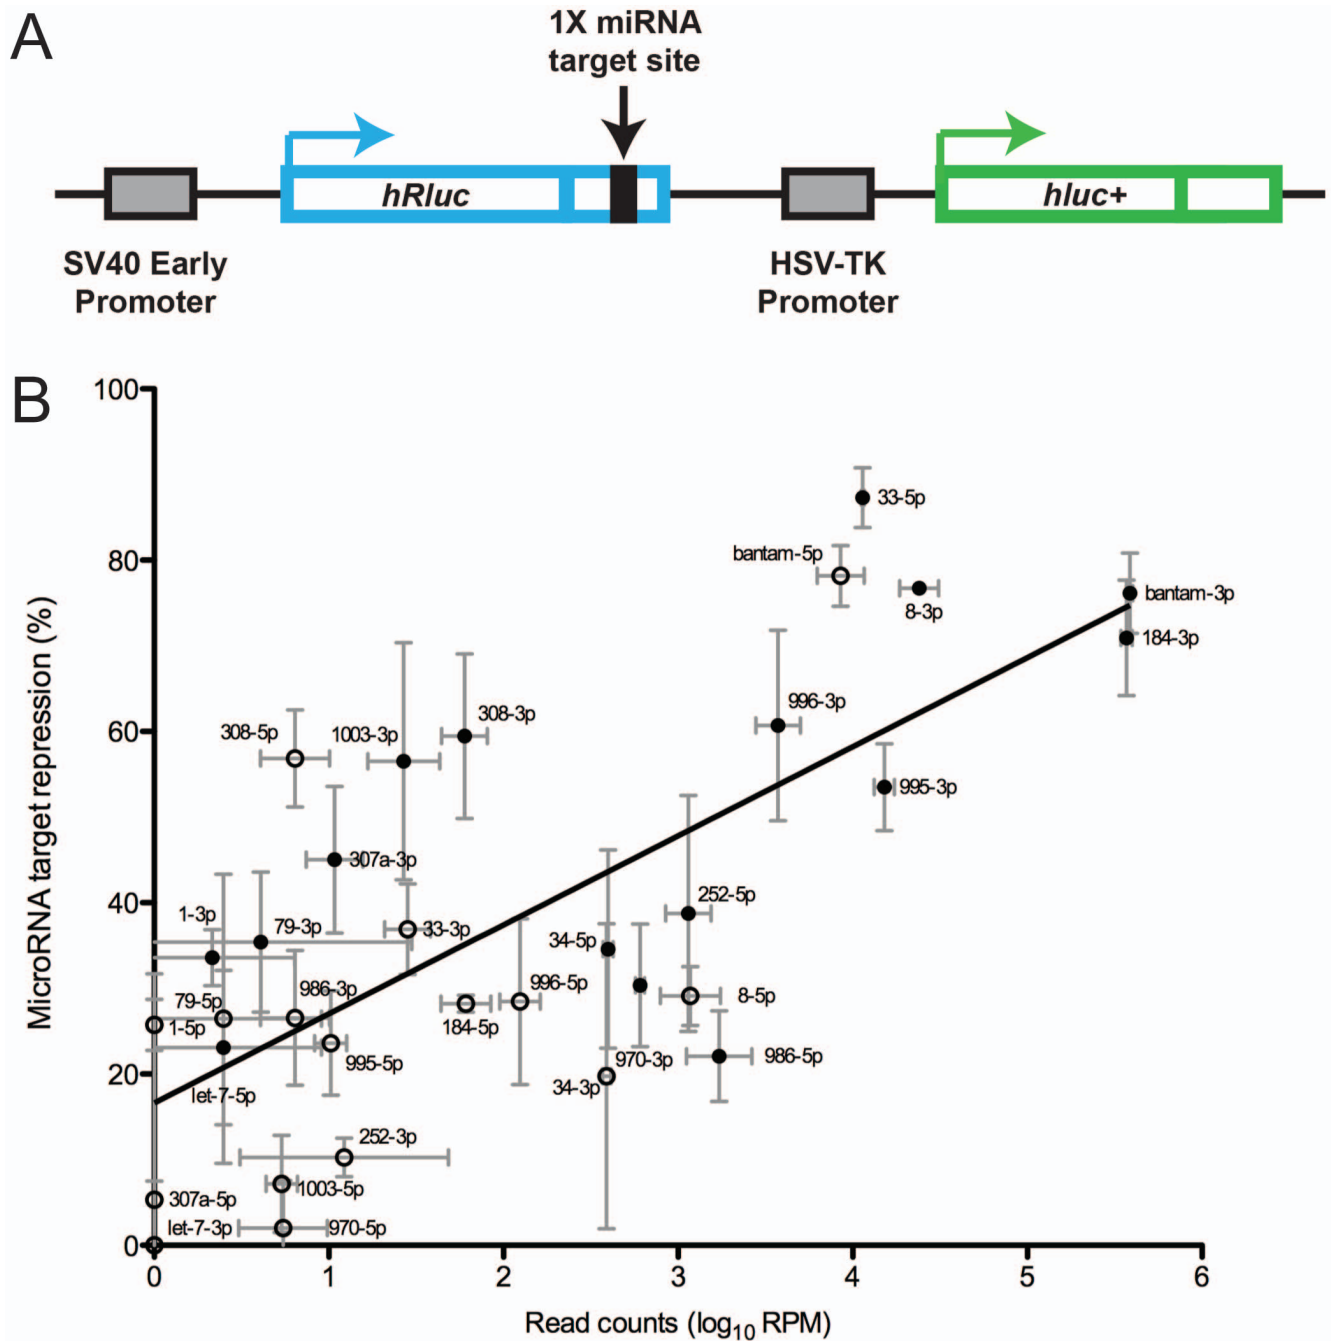 A
1X miRNA
target site
hRluc
hluc+
SV40 Early
Promoter
HSV-TK
Promoter
B
100
80
60
40
20
0
MicroRNA target repression (%)
33-5p
bantam-5p
8-3p
bantam-3p
184-3p
996-3p
308-3p
308-5p
1003-3p
995-3p
307a-3p
252-5p
1-3p
79-3p
33-3p
34-5p
79-5p
986-3p
996-5p
8-5p
1-5p
184-5p
995-5p
970-3p
986-5p
let-7-5p
34-3p
252-3p
307a-5p
1003-5p
let-7-3p
970-5p
0
1
2
3
4
5
6
Read counts (log10 RPM)